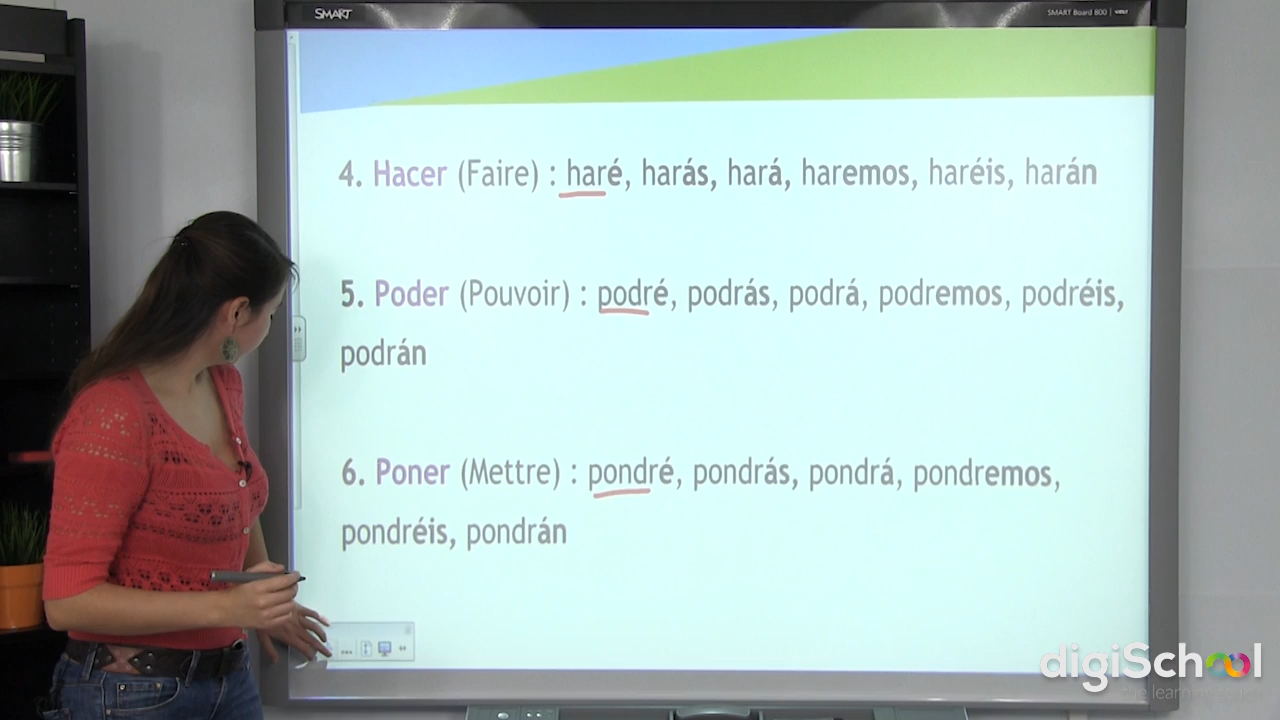 SMART
SMART Board 800
4. Hacer (Faire) : haré, harás, hará, haremos, haréis, harán
5. Poder (Pouvoir) : podré, podrás, podrá, podremos, podréis,
podrán
6. Poner (Mettre) : pondré, pondrás, pondrá, pondremos,
pondréis, pondrán
digiSchool